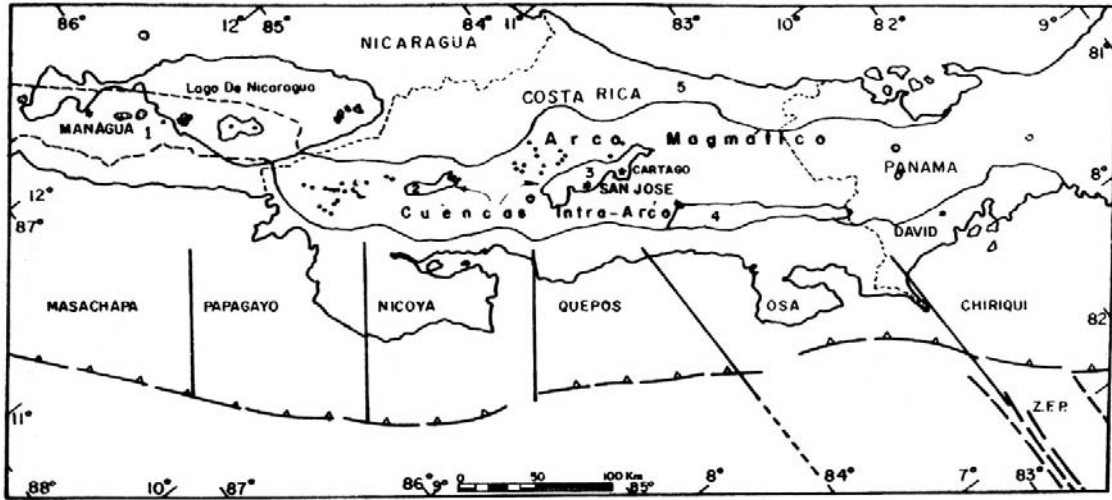 86° 12° 85° 84° 11° 83° 10° 82° 9°
81°
NICARAGUA
Lago De Nicaragua
COSTA RICA
5
MANAGUA
1
Arco Magmático
PANAMA
3
CARTAGO
SAN JOSE
2
8°
12°
87°
Cuencas Intra-Arco
4
DAVID
MASACHAPA PAPAGAYO NICOYA QUEPOS OSA CHIRIQUI
82
11°
Z.F.P.
88° 10° 87° 86° 9° 0 50 100 Km 85° 8° 84° 7° 83°